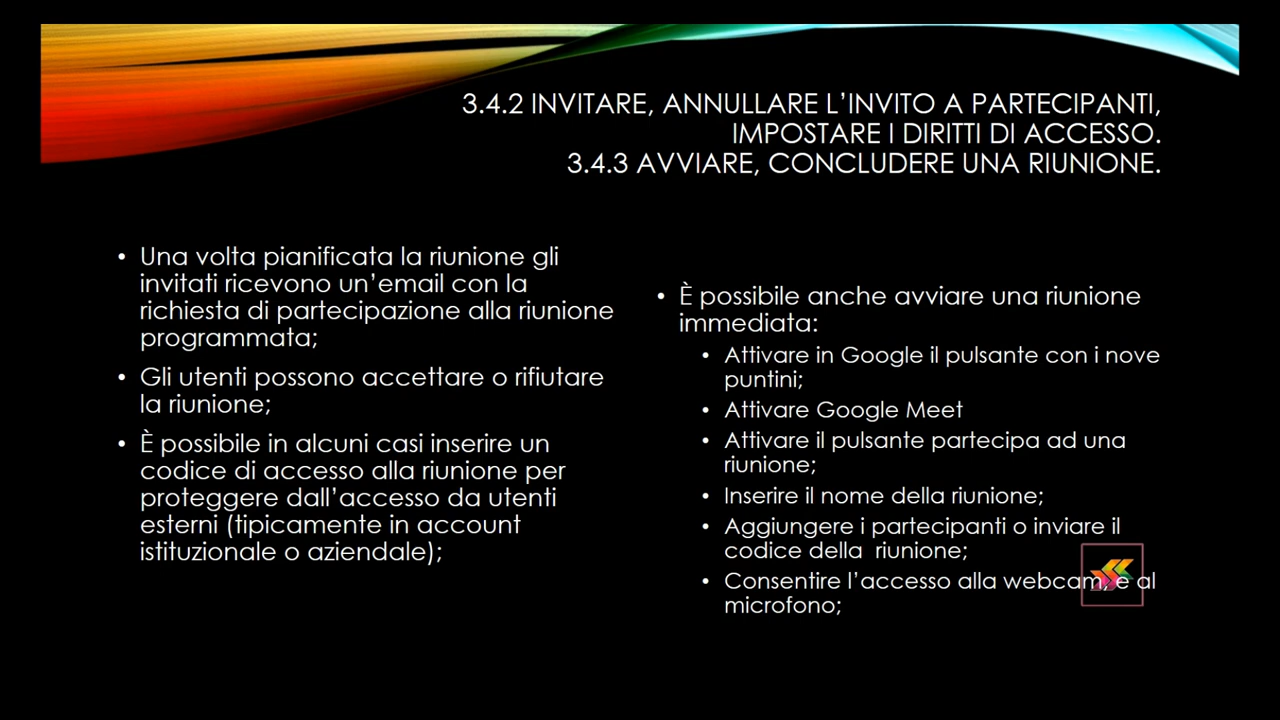 3.4.2 INVITARE, ANNULLARE L'INVITO A PARTECIPANTI,
IMPOSTARE I DIRITTI DI ACCESSO.
3.4.3 AVVIARE, CONCLUDERE UNA RIUNIONE.
• Una volta pianificata la riunione gli
invitati ricevono un'email con la
richiesta di partecipazione alla riunione
programmata;
• Gli utenti possono accettare o rifiutare
la riunione;
• È possibile in alcuni casi inserire un
codice di accesso alla riunione per
proteggere dall'accesso da utenti
esterni (tipicamente in account
istituzionale o aziendale);
• È possibile anche avviare una riunione
immediata:
• Attivare in Google il pulsante con i nove
puntini;
• Attivare Google Meet
• Attivare il pulsante partecipa ad una
riunione;
• Inserire il nome della riunione;
• Aggiungere i partecipanti o inviare il
codice della  riunione;
• Consentire l'accesso alla webcam, e al
microfono;